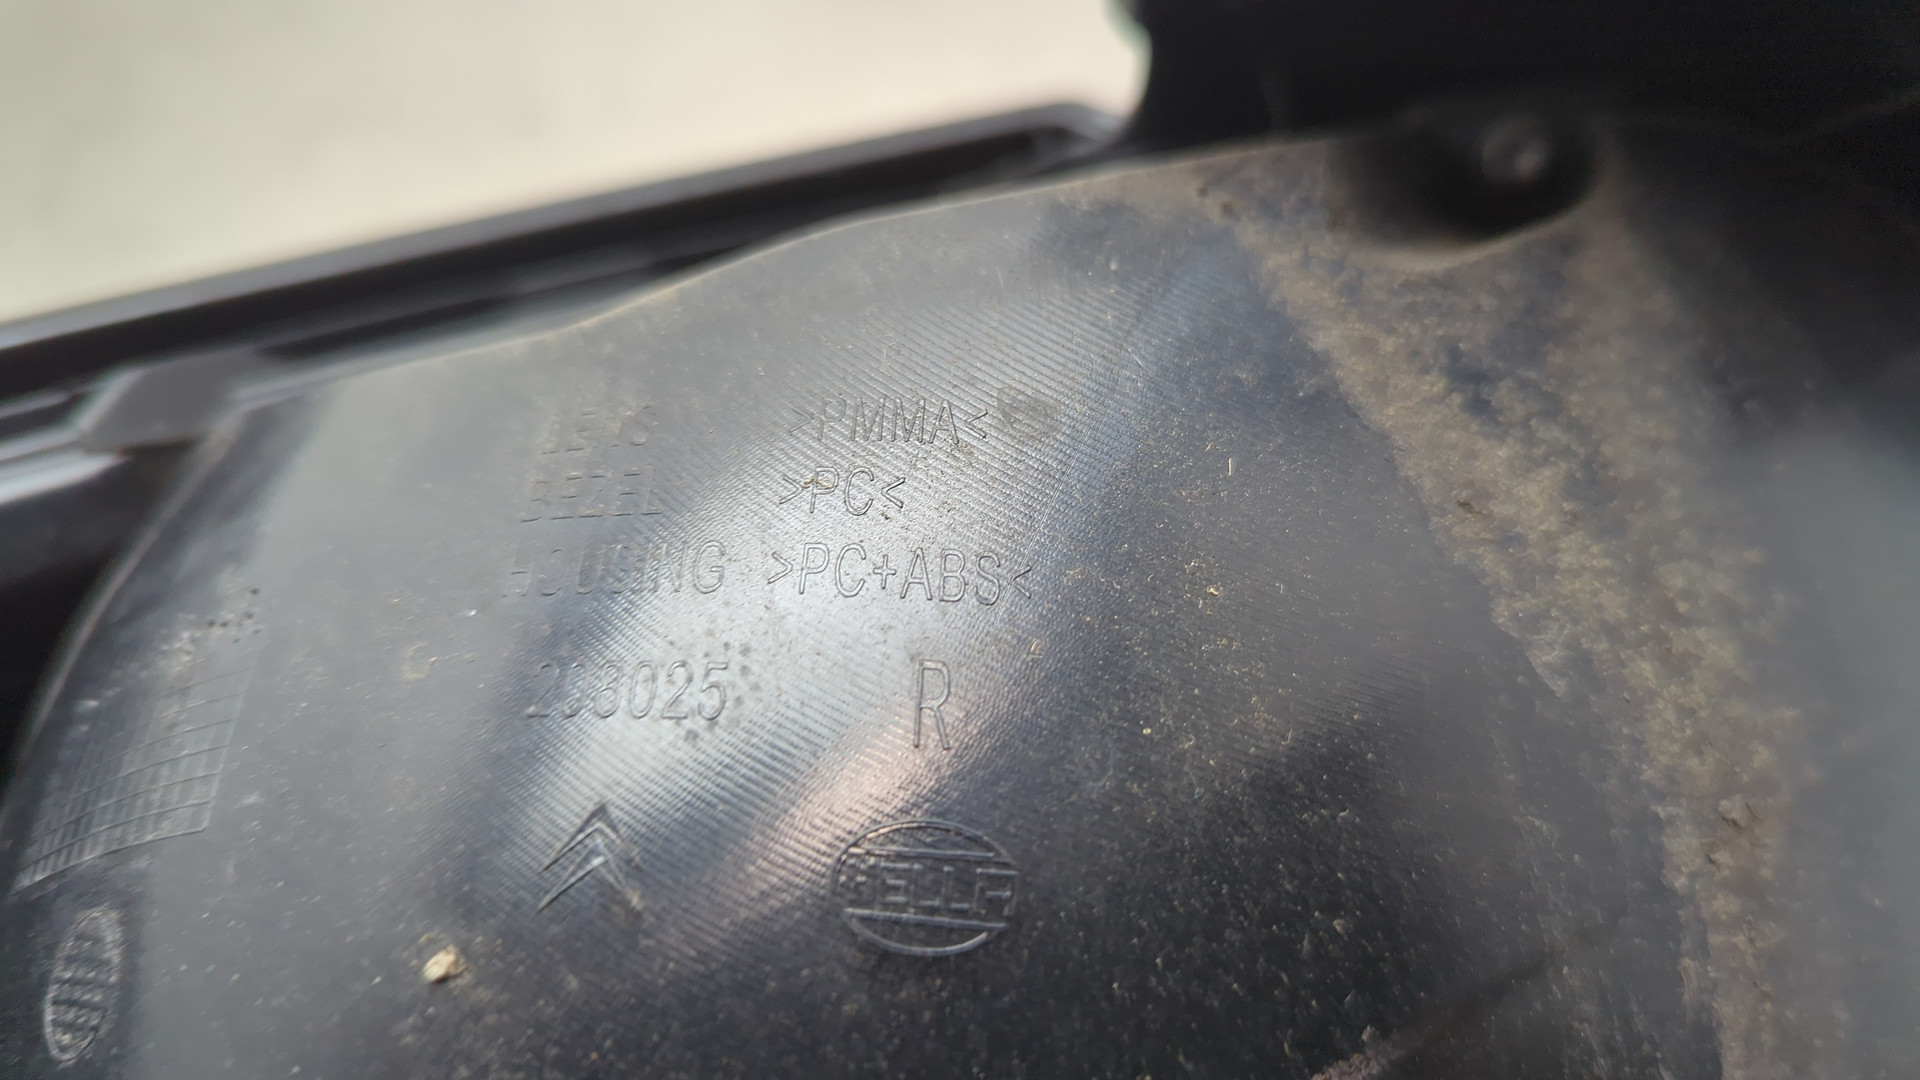 LENS >PMMA<
BEZEL >PC<
HOUSING >PC+ABS<
R
HELLA